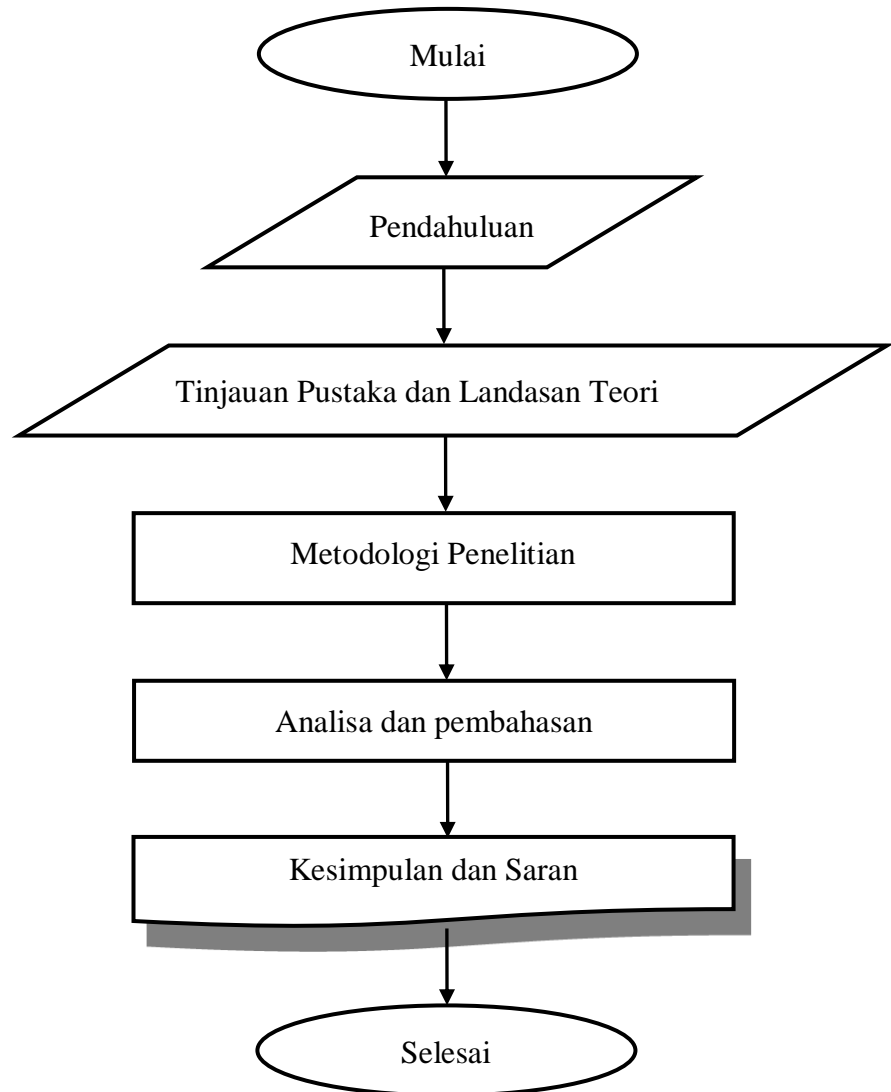 Mulai
Pendahuluan
Tinjauan Pustaka dan Landasan Teori
Metodologi Penelitian
Analisa dan pembahasan
Kesimpulan dan Saran
Selesai